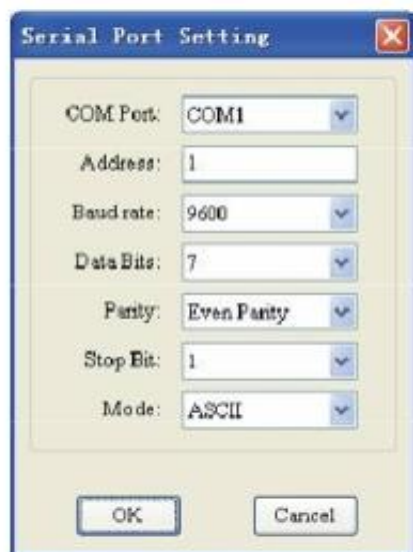 Serial Port Setting
COM Port: COM1
Address: 1
Baud rate: 9600
Data Bits: 7
Parity: Even Parity
Stop Bit: 1
Mode: ASCII
OK Cancel